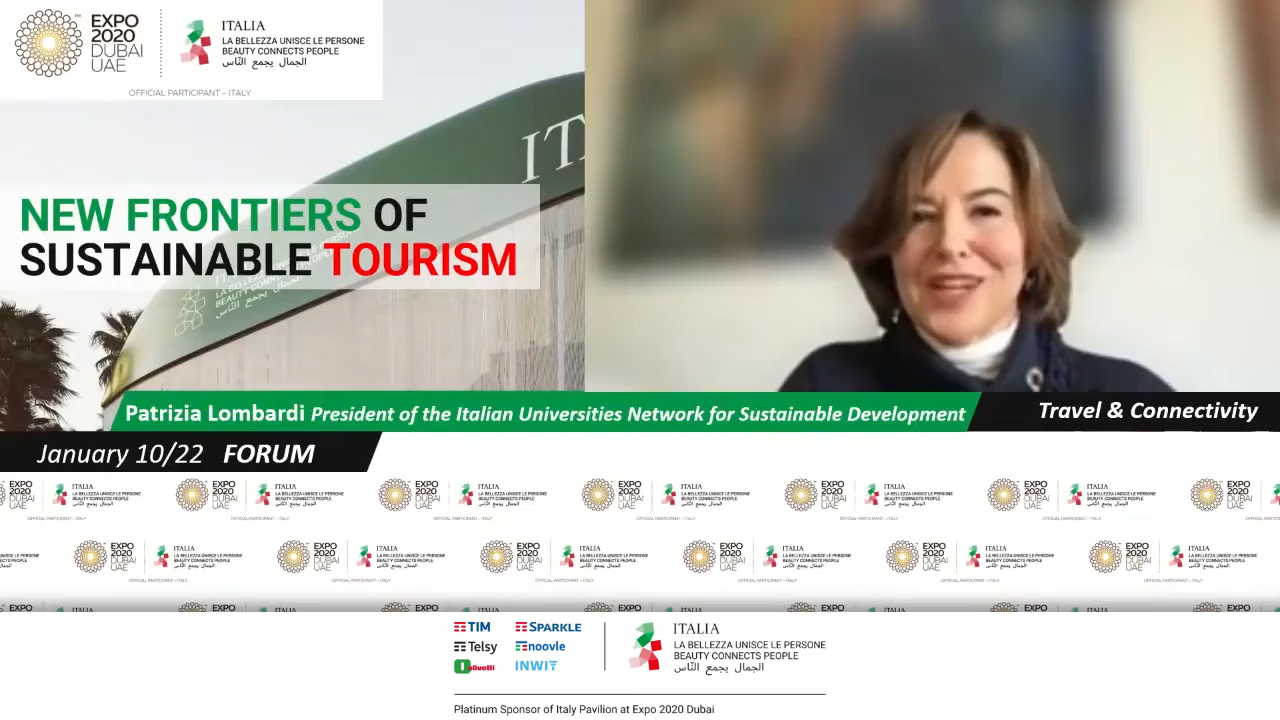 EXPO
2020
DUBAI
UAE
ITALIA
LA BELLEZZA UNISCE LE PERSONE
BEAUTY CONNECTS PEOPLE
الجمال يجمع النّاس
OFFICIAL PARTICIPANT – ITALY
NEW FRONTIERS OF
SUSTAINABLE TOURISM
Patrizia Lombardi President of the Italian Universities Network for Sustainable Development
Travel & Connectivity
January 10/22 FORUM
TIM
SPARKLE
Telsy
noovle
olivetti
INWIT
ITALIA
LA BELLEZZA UNISCE LE PERSONE
BEAUTY CONNECTS PEOPLE
الجمال يجمع النّاس
Platinum Sponsor of Italy Pavilion at Expo 2020 Dubai